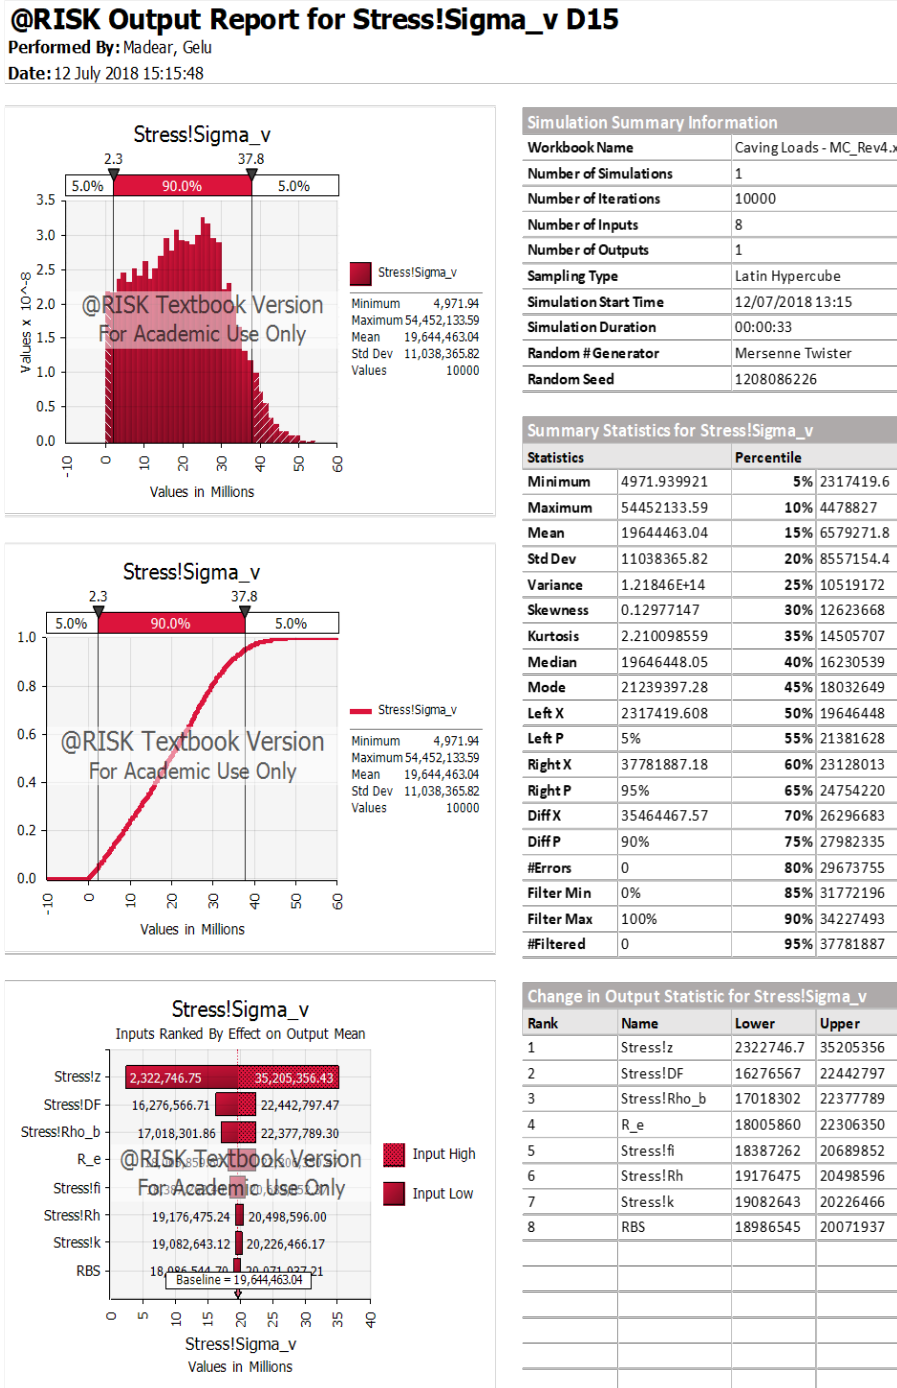 @RISK Output Report for Stress!Sigma_v D15
Performed By: Madear, Gelu
Date: 12 July 2018 15:15:48
Stress!Sigma_v
2.3 37.8
5.0% 90.0% 5.0%
3.5
3.0
2.5
2.0
1.5
1.0
0.5
0.0
Values x 10^-8
-10 0 10 20 30 40 50 60
Values in Millions
@RISK Textbook Version
For Academic Use Only
Stress!Sigma_v
Minimum 4,971.94
Maximum 54,452,133.59
Mean 19,644,463.04
Std Dev 11,038,365.82
Values 10000
Stress!Sigma_v
2.3 37.8
5.0% 90.0% 5.0%
1.0
0.8
0.6
0.4
0.2
0.0
-10 0 10 20 30 40 50 60
Values in Millions
@RISK Textbook Version
For Academic Use Only
Stress!Sigma_v
Minimum 4,971.94
Maximum 54,452,133.59
Mean 19,644,463.04
Std Dev 11,038,365.82
Values 10000
Stress!Sigma_v
Inputs Ranked By Effect on Output Mean
Stress!z 2,322,746.75 35,205,356.43
Stress!DF 16,276,566.71 22,442,797.47
Stress!Rho_b 17,018,301.86 22,377,789.30
R_e
Stress!fi
Stress!Rh 19,176,475.24 20,498,596.00
Stress!k 19,082,643.12 20,226,466.17
RBS
@RISK Textbook Version
For Academic Use Only
Baseline = 19,644,463.04
0 5 10 15 20 25 30 35 40
Stress!Sigma_v
Values in Millions
Input High
Input Low
Simulation Summary Information
Workbook Name Caving Loads - MC_Rev4.x
Number of Simulations 1
Number of Iterations 10000
Number of Inputs 8
Number of Outputs 1
Sampling Type Latin Hypercube
Simulation Start Time 12/07/2018 13:15
Simulation Duration 00:00:33
Random # Generator Mersenne Twister
Random Seed 1208086226
Summary Statistics for Stress!Sigma_v
Statistics Percentile
Minimum 4971.939921 5% 2317419.6
Maximum 54452133.59 10% 4478827
Mean 19644463.04 15% 6579271.8
Std Dev 11038365.82 20% 8557154.4
Variance 1.21846E+14 25% 10519172
Skewness 0.12977147 30% 12623668
Kurtosis 2.210098559 35% 14505707
Median 19646448.05 40% 16230539
Mode 21239397.28 45% 18032649
Left X 2317419.608 50% 19646448
Left P 5% 55% 21381628
Right X 37781887.18 60% 23128013
Right P 95% 65% 24754220
Diff X 35464467.57 70% 26296683
Diff P 90% 75% 27982335
#Errors 0 80% 29673755
Filter Min 0% 85% 31772196
Filter Max 100% 90% 34227493
#Filtered 0 95% 37781887
Change in Output Statistic for Stress!Sigma_v
Rank Name Lower Upper
1 Stress!z 2322746.7 35205356
2 Stress!DF 16276567 22442797
3 Stress!Rho_b 17018302 22377789
4 R_e 18005860 22306350
5 Stress!fi 18387262 20689852
6 Stress!Rh 19176475 20498596
7 Stress!k 19082643 20226466
8 RBS 18986545 20071937